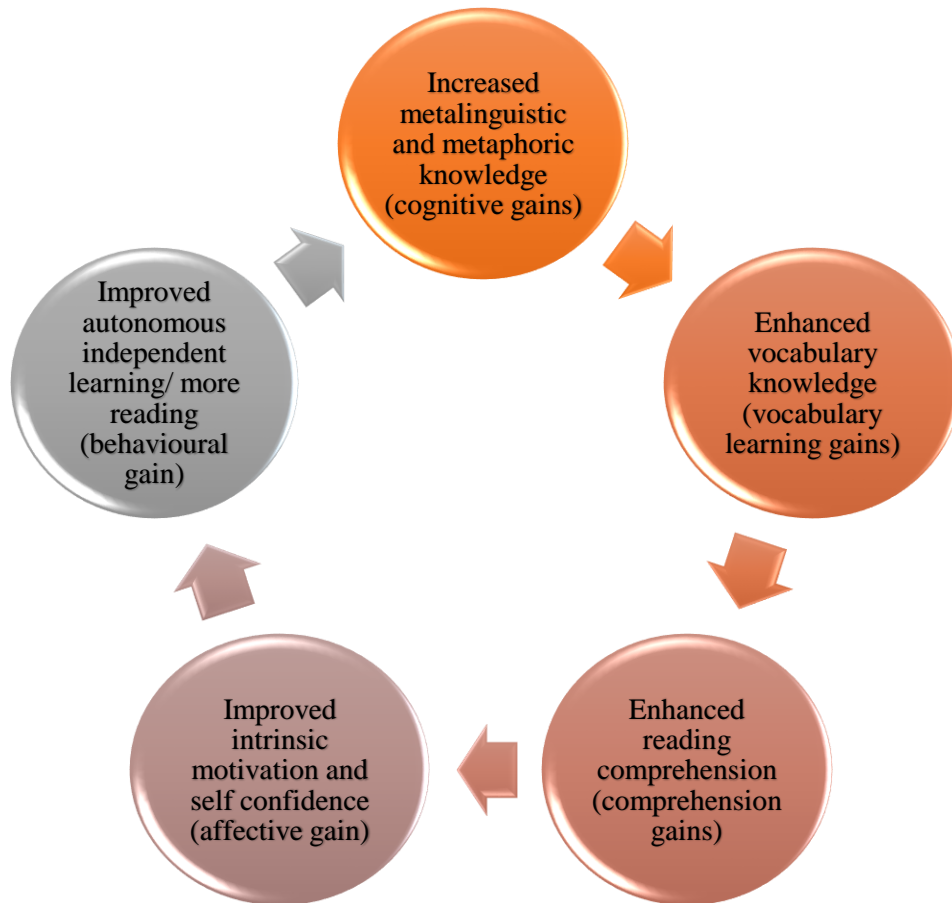 Increased
metalinguistic
and metaphoric
knowledge
(cognitive gains)
Enhanced
vocabulary
knowledge
(vocabulary
learning gains)
Enhanced
reading
comprehension
(comprehension
gains)
Improved
intrinsic
motivation and
self confidence
(affective gain)
Improved
autonomous
independent
learning/ more
reading
(behavioural
gain)